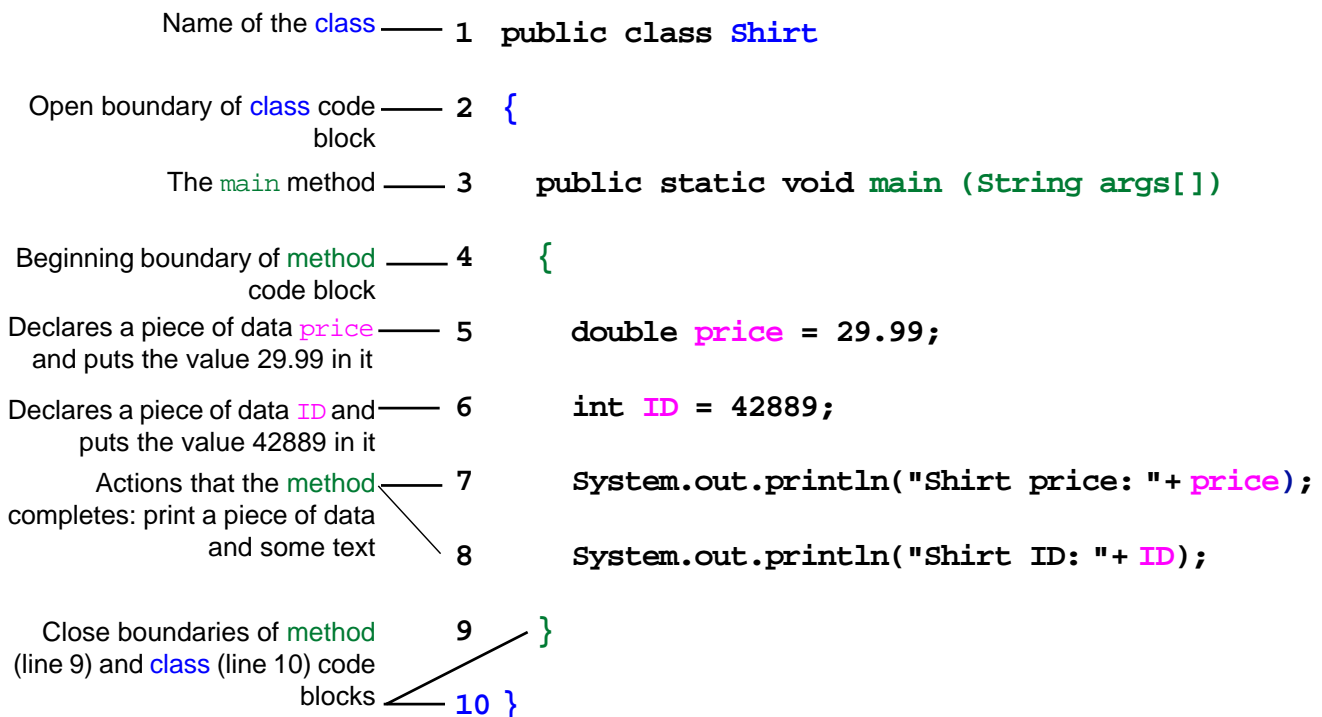 Name of the class
1 public class Shirt
Open boundary of class code
block
2 {
The main method
3 public static void main (String args[])
Beginning boundary of method
code block
4 {
Declares a piece of data price
and puts the value 29.99 in it
5 double price = 29.99;
Declares a piece of data ID and
puts the value 42889 in it
6 int ID = 42889;
Actions that the method
completes: print a piece of data
and some text
7 System.out.println("Shirt price: "+ price);
8 System.out.println("Shirt ID: "+ ID);
Close boundaries of method
(line 9) and class (line 10) code
blocks
9 }
10 }